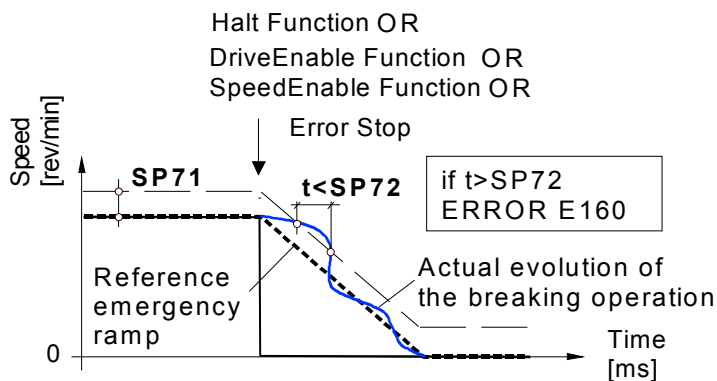 Halt Function OR
DriveEnable Function OR
SpeedEnable Function OR
Error Stop
Speed
[rev/min]
SP71
t<SP72
if t>SP72
ERROR E160
Reference
emergency
ramp
Actual evolution of
the breaking operation
0
Time
[ms]